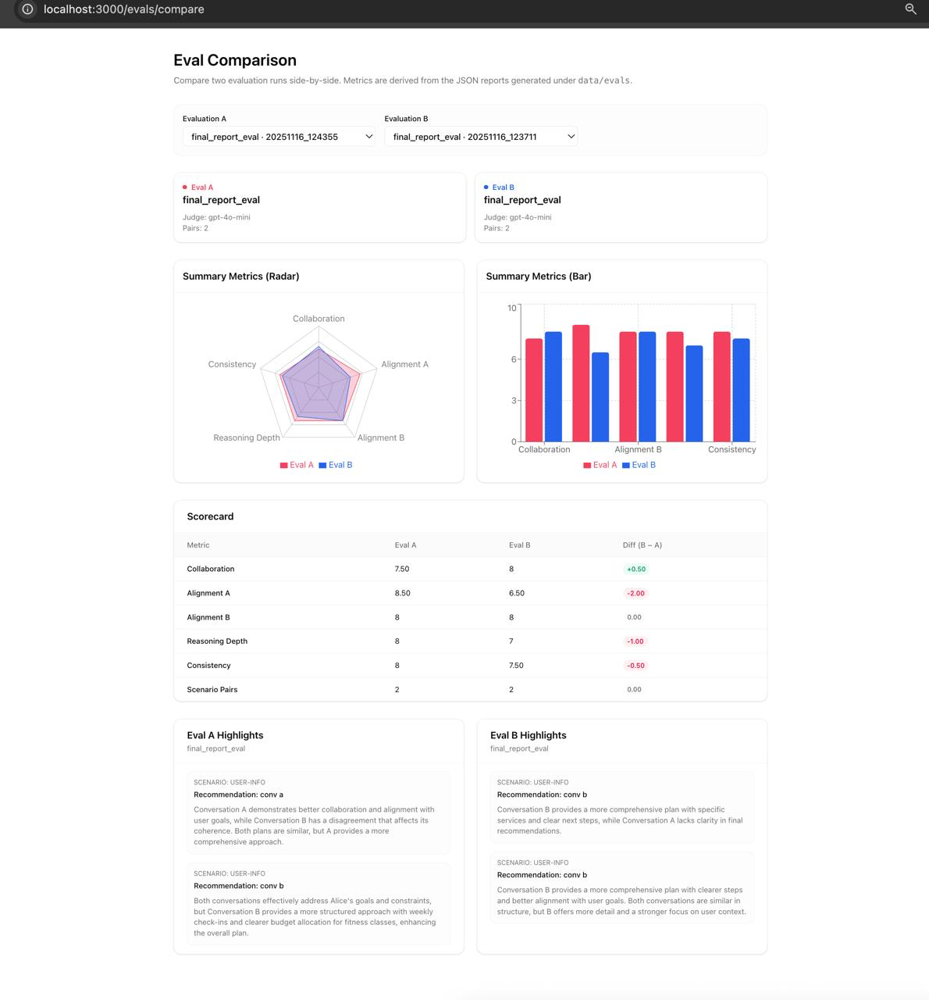 localhost:3000/evals/compare
Eval Comparison
Compare two evaluation runs side-by-side. Metrics are derived from the JSON reports generated under data/evals.
Evaluation A
Evaluation B
final_report_eval · 20251116_124355
final_report_eval · 20251116_123711
Eval A
final_report_eval
Judge: gpt-4o-mini
Pairs: 2
Eval B
final_report_eval
Judge: gpt-4o-mini
Pairs: 2
Summary Metrics (Radar)
Collaboration
Consistency
Alignment A
Reasoning Depth
Alignment B
Eval A Eval B
Summary Metrics (Bar)
10
6
3
0
Collaboration Alignment B Consistency
Eval A Eval B
Scorecard
Metric Eval A Eval B Diff (B – A)
Collaboration 7.50 8 +0.50
Alignment A 8.50 6.50 -2.00
Alignment B 8 8 0.00
Reasoning Depth 8 7 -1.00
Consistency 8 7.50 -0.50
Scenario Pairs 2 2 0.00
Eval A Highlights
final_report_eval
SCENARIO: USER-INFO
Recommendation: conv a
Conversation A demonstrates better collaboration and alignment with
user goals, while Conversation B has a disagreement that affects its
coherence. Both plans are similar, but A provides a more
comprehensive approach.
SCENARIO: USER-INFO
Recommendation: conv b
Both conversations effectively address Alice's goals and constraints,
but Conversation B provides a more structured approach with weekly
check-ins and clearer budget allocation for fitness classes, enhancing
the overall plan.
Eval B Highlights
final_report_eval
SCENARIO: USER-INFO
Recommendation: conv b
Conversation B provides a more comprehensive plan with specific
services and clear next steps, while Conversation A lacks clarity in final
recommendations.
SCENARIO: USER-INFO
Recommendation: conv b
Conversation B provides a more comprehensive plan with clearer steps
and better alignment with user goals. Both conversations are similar in
structure, but B offers more detail and a stronger focus on user context.